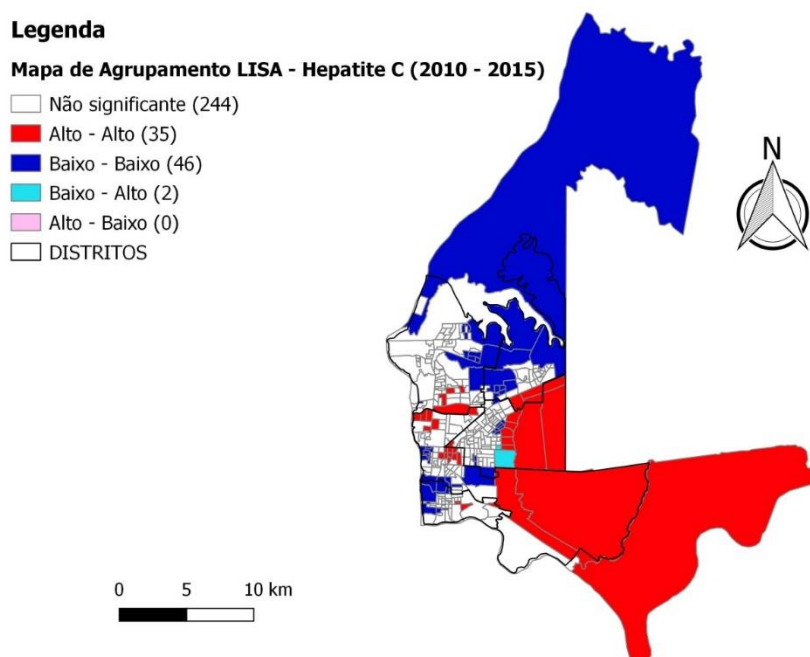 Legenda
Mapa de Agrupamento LISA - Hepatite C (2010 - 2015)
Não significante (244)
Alto - Alto (35)
Baixo - Baixo (46)
Baixo - Alto (2)
Alto - Baixo (0)
DISTRITOS
N
0 5 10 km